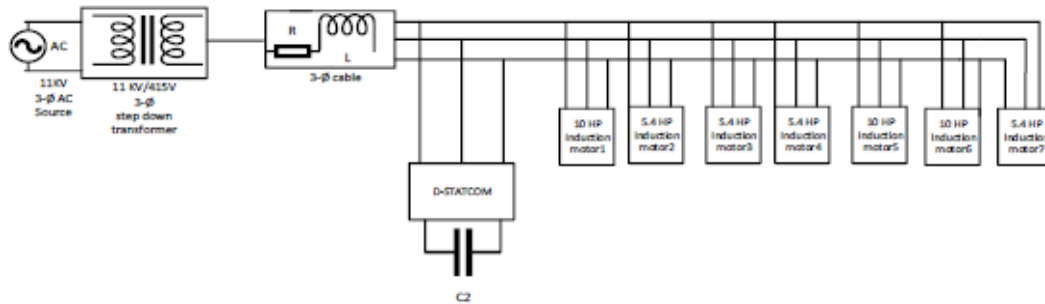 AC
11KV
3-Ø AC
Source
11 KV/415V
3-Ø
step down
transformer
R
L
3-Ø cable
D-STATCOM
C2
10 HP
Induction
motor1
5.4 HP
Induction
motor2
5.4 HP
Induction
motor3
5.4 HP
Induction
motor4
10 HP
Induction
motor5
10 HP
Induction
motor6
5.4 HP
Induction
motor7